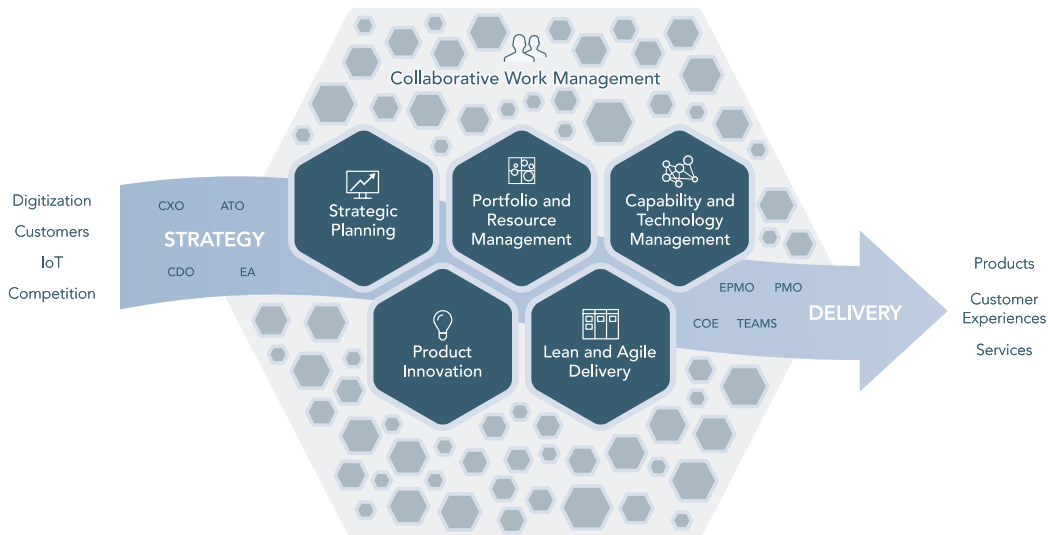 Collaborative Work Management
Digitization
Customers
IoT
Competition
CXO ATO
STRATEGY
CDO EA
Strategic
Planning
Portfolio and
Resource
Management
Capability and
Technology
Management
Product
Innovation
Lean and Agile
Delivery
EPMO PMO
COE TEAMS
DELIVERY
Products
Customer
Experiences
Services